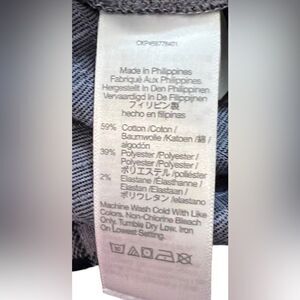 Made in Philippines
Fabriqué Aux Philippines
Hergestellt in Den Philippinen
Vervaardigd In De Filippijnen
フィリピン製
hecho en filipinas
59% Cotton /Coton /
Baumwolle /Katoen /綿 /
algodón
39% Polyester /Polyester /
Polyester /Polyester /
ポリエステル /poliéster
2% Elastane /Élasthanne /
Elastan /Elastaan /
ポリウレタン /elastano
Machine Wash Cold With Like
Colors. Non-Chlorine Bleach
Only. Tumble Dry Low. Iron
On Lowest Setting.